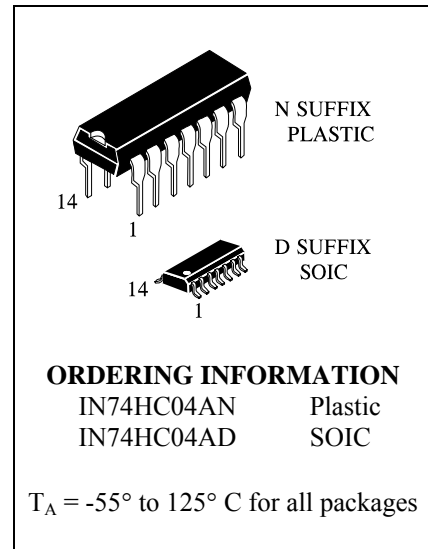 N SUFFIX
PLASTIC
14
1
D SUFFIX
SOIC
14
1
ORDERING INFORMATION
IN74HC04AN Plastic
IN74HC04AD SOIC
TA = -55° to 125° C for all packages